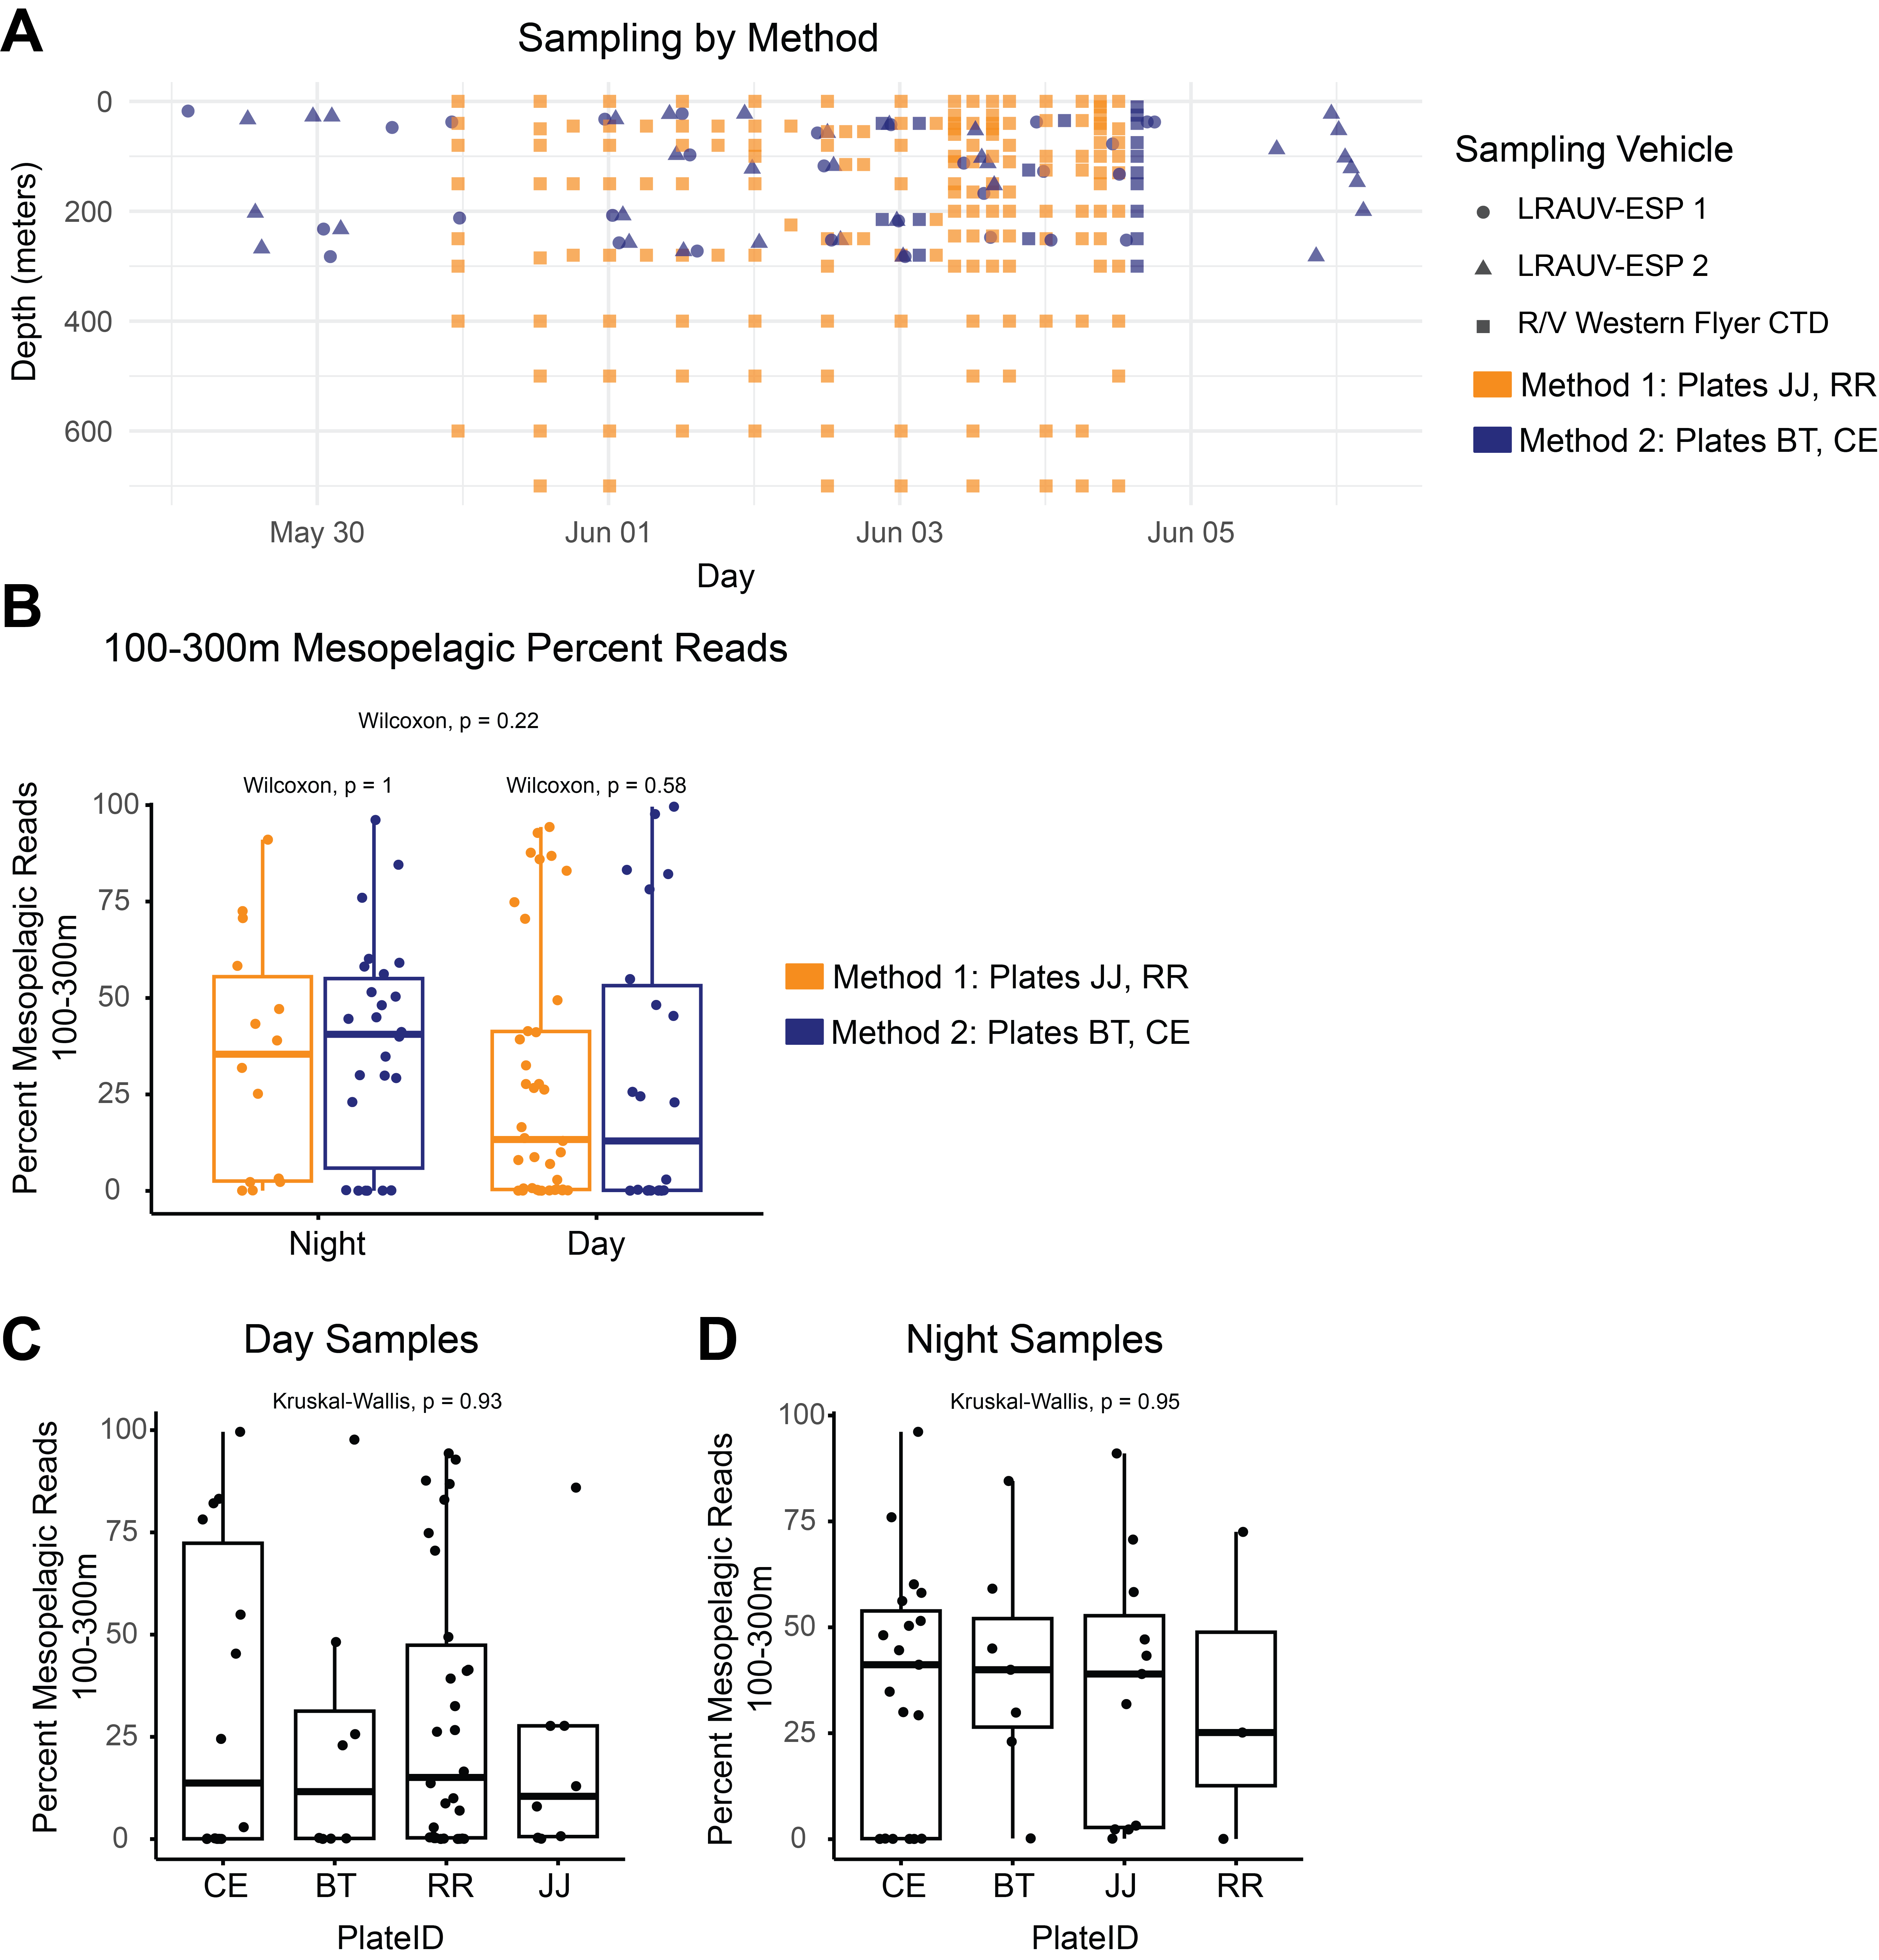 A
Sampling by Method
Depth (meters)
0
200
400
600
May 30
Jun 01
Jun 03
Jun 05
Day
Sampling Vehicle
LRAUV-ESP 1
LRAUV-ESP 2
R/V Western Flyer CTD
Method 1: Plates JJ, RR
Method 2: Plates BT, CE
B
100-300m Mesopelagic Percent Reads
Wilcoxon, p = 0.22
Wilcoxon, p = 1
Wilcoxon, p = 0.58
Percent Mesopelagic Reads
100-300m
100
75
50
25
0
Night
Day
Method 1: Plates JJ, RR
Method 2: Plates BT, CE
C
Day Samples
Kruskal-Wallis, p = 0.93
Percent Mesopelagic Reads
100-300m
100
75
50
25
0
CE
BT
RR
JJ
PlateID
D
Night Samples
Kruskal-Wallis, p = 0.95
Percent Mesopelagic Reads
100-300m
100
75
50
25
0
CE
BT
JJ
RR
PlateID